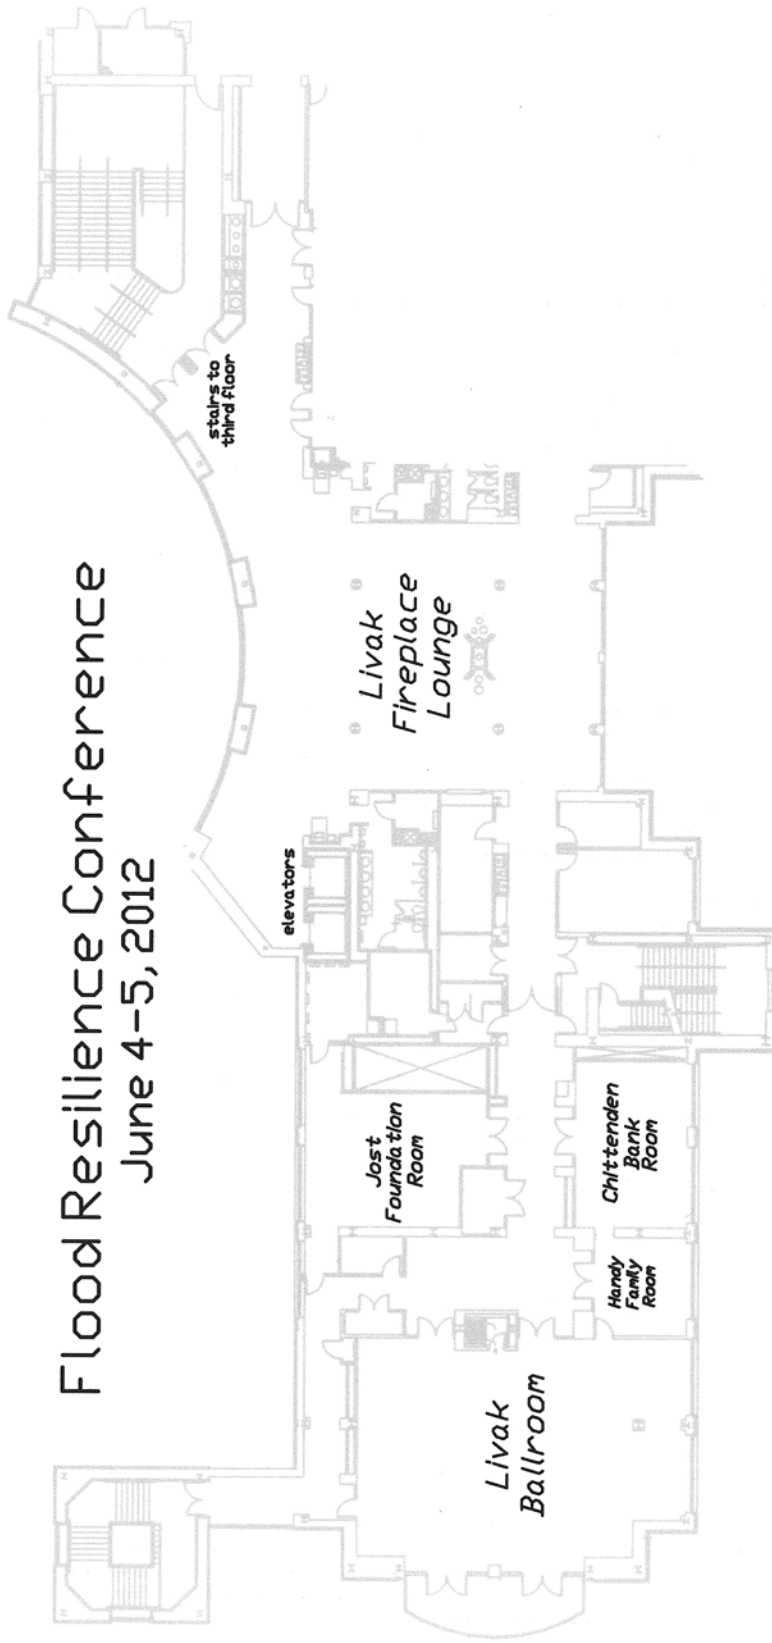 Flood Resilience Conference
June 4-5, 2012
stairs to
third floor
elevators
Livak
Fireplace
Lounge
Jost
Foundation
Room
Chittenden
Bank
Room
Handy
Family
Room
Livak
Ballroom